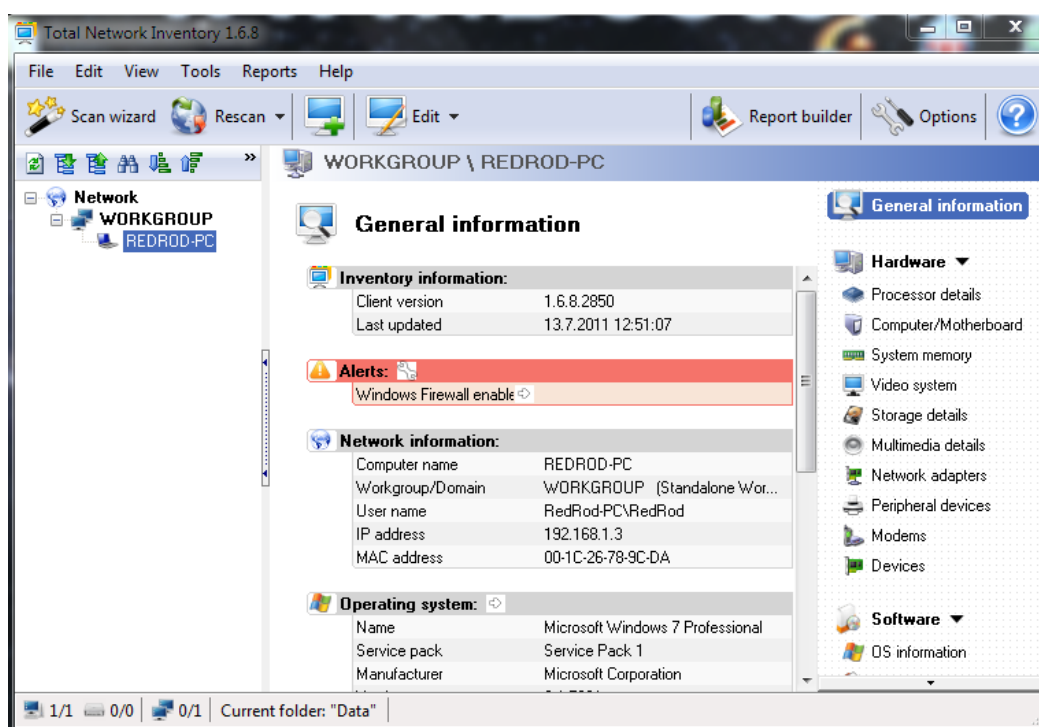 Total Network Inventory 1.6.8
File Edit View Tools Reports Help
Scan wizard Rescan Edit Report builder Options
» WORKGROUP \ REDROD-PC
Network
WORKGROUP
REDROD-PC
General information
Inventory information:
Client version 1.6.8.2850
Last updated 13.7.2011 12:51:07
Alerts:
Windows Firewall enable
Network information:
Computer name REDROD-PC
Workgroup/Domain WORKGROUP (Standalone Wor...
User name RedRod-PC\RedRod
IP address 192.168.1.3
MAC address 00-1C-26-78-9C-DA
Operating system:
Name Microsoft Windows 7 Professional
Service pack Service Pack 1
Manufacturer Microsoft Corporation
General information
Hardware
Processor details
Computer/Motherboard
System memory
Video system
Storage details
Multimedia details
Network adapters
Peripheral devices
Modems
Devices
Software
OS information
1/1 0/0 0/1 Current folder: "Data"